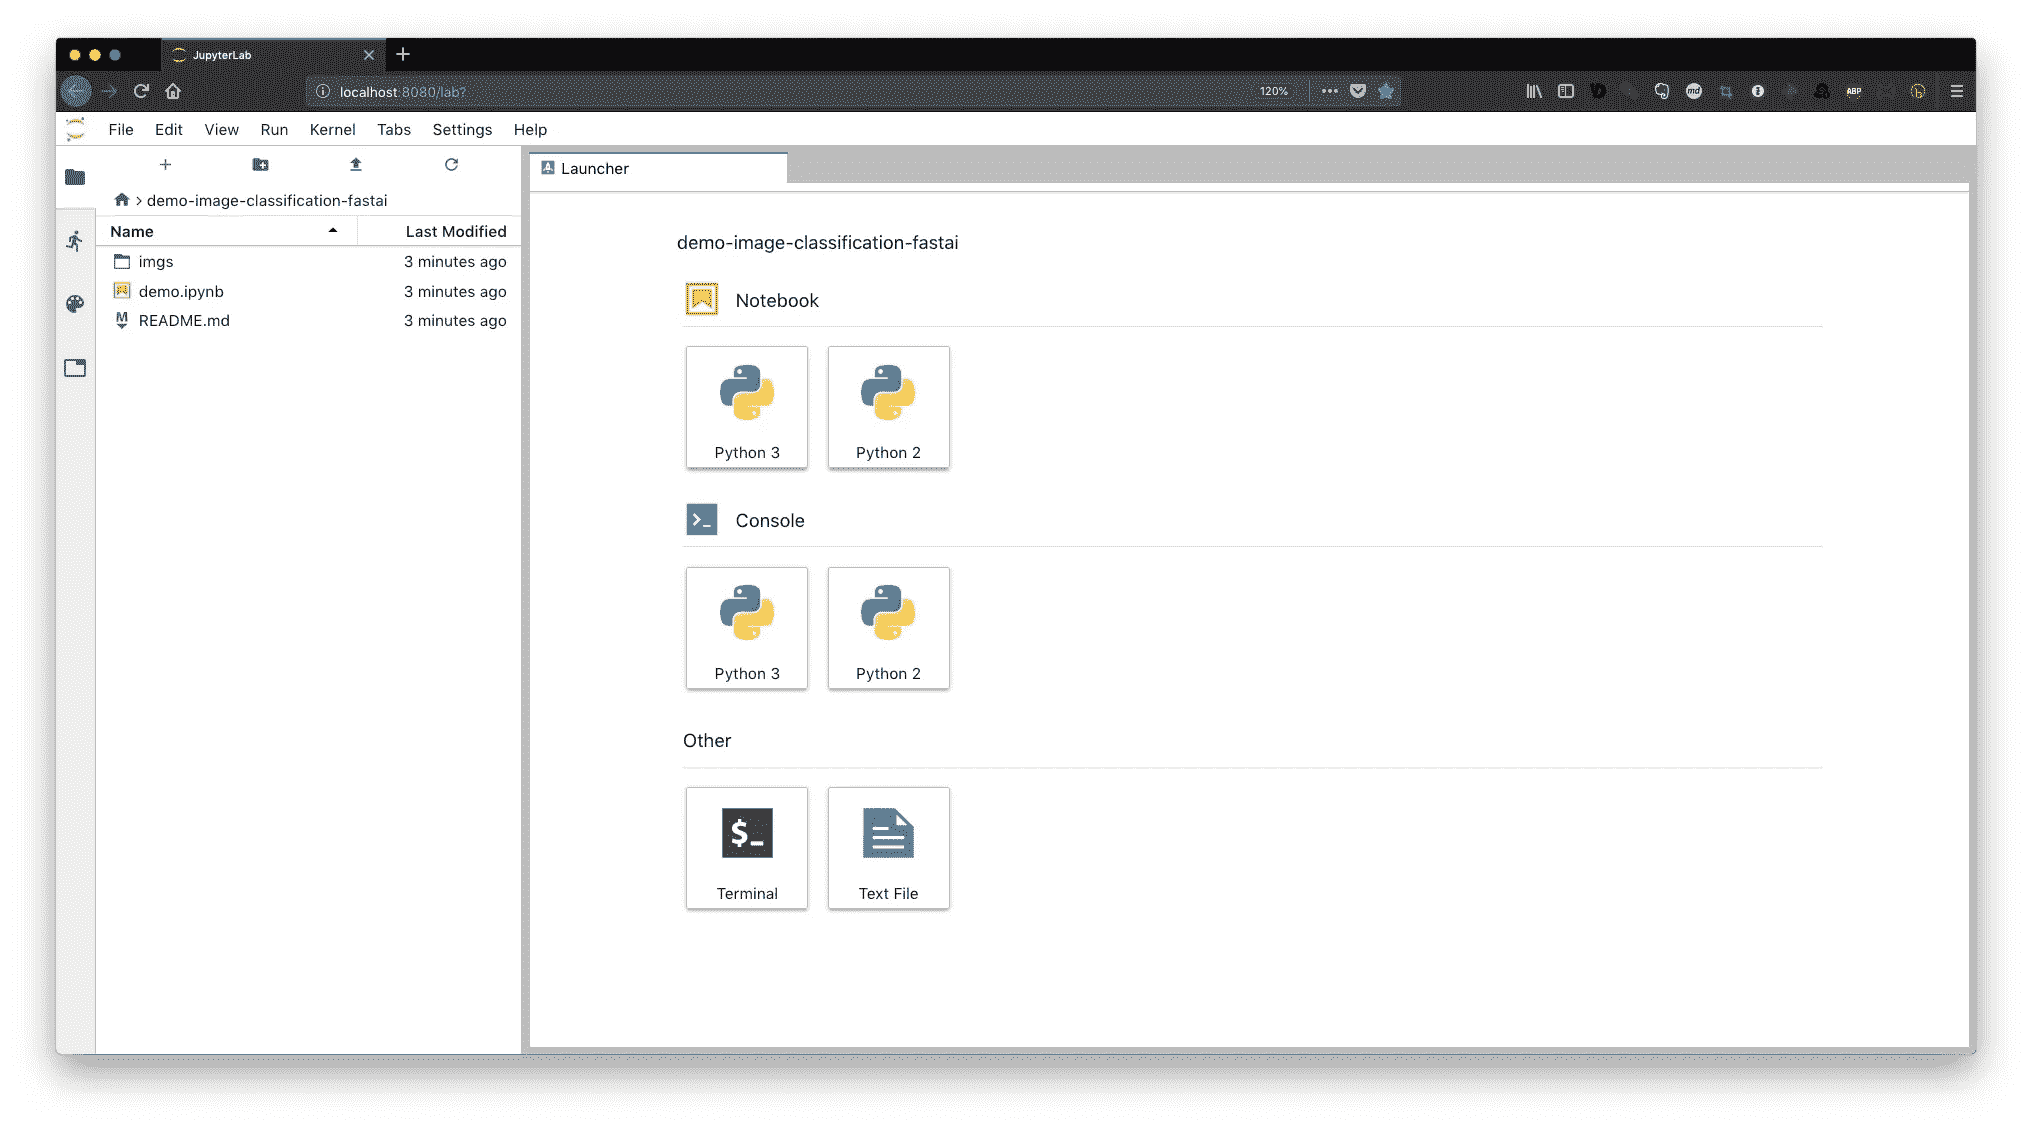 JupyterLab
localhost:8080/lab?
120%
md
ABP
File Edit View Run Kernel Tabs Settings Help
Launcher
demo-image-classification-fastai
Name Last Modified
imgs 3 minutes ago
demo.ipynb 3 minutes ago
M README.md 3 minutes ago
demo-image-classification-fastai
Notebook
Python 3 Python 2
>_ Console
Python 3 Python 2
Other
$_
Terminal Text File